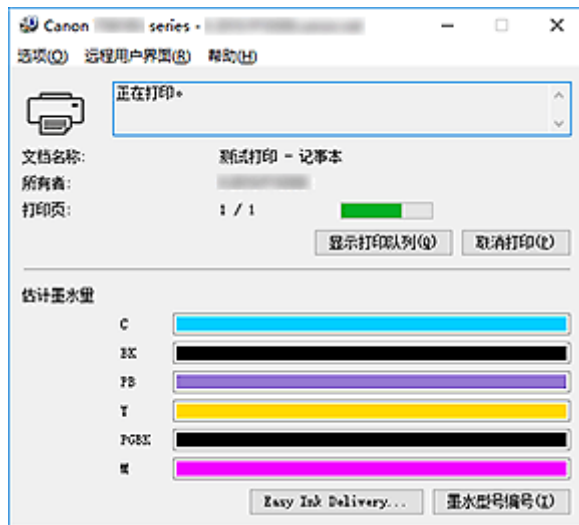 Canon series -
选项(O) 远程用户界面(R) 帮助(H)
正在打印。
文档名称: 测试打印 - 记事本
所有者:
打印页: 1 / 1
显示打印队列(Q) 取消打印(P)
估计墨水量
C
BK
PB
Y
PGBK
M
Easy Ink Delivery... 墨水型号编号(I)